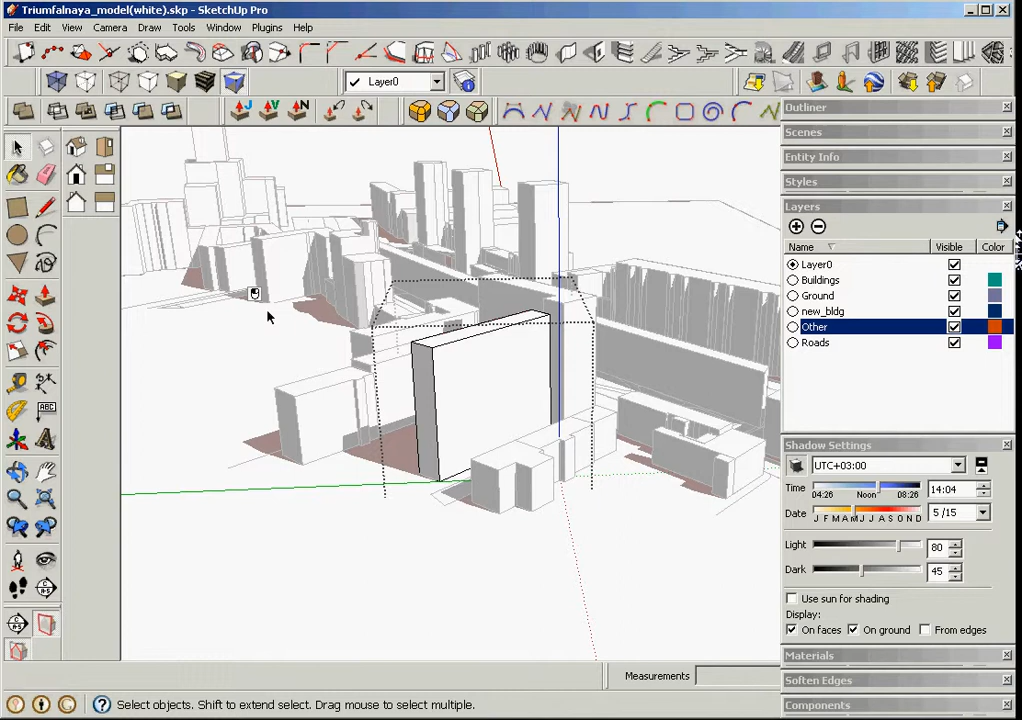 Triumfalnaya_model(white).skp - SketchUp Pro
File Edit View Camera Draw Tools Window Plugins Help
Layer0
J V N
Outliner
Scenes
Entity Info
Styles
Layers
Name Visible Color
Layer0
Buildings
Ground
new_bldg
Other
Roads
ABC
Shadow Settings
UTC+03:00
Time 04:26 Noon 08:26 14:04
Date J F M A M J J A S O N D 5 /15
Light 80
Dark 45
Use sun for shading
Display:
On faces On ground From edges
Materials
Soft Edges
Components
Measurements
Select objects. Shift to extend select. Drag mouse to select multiple.